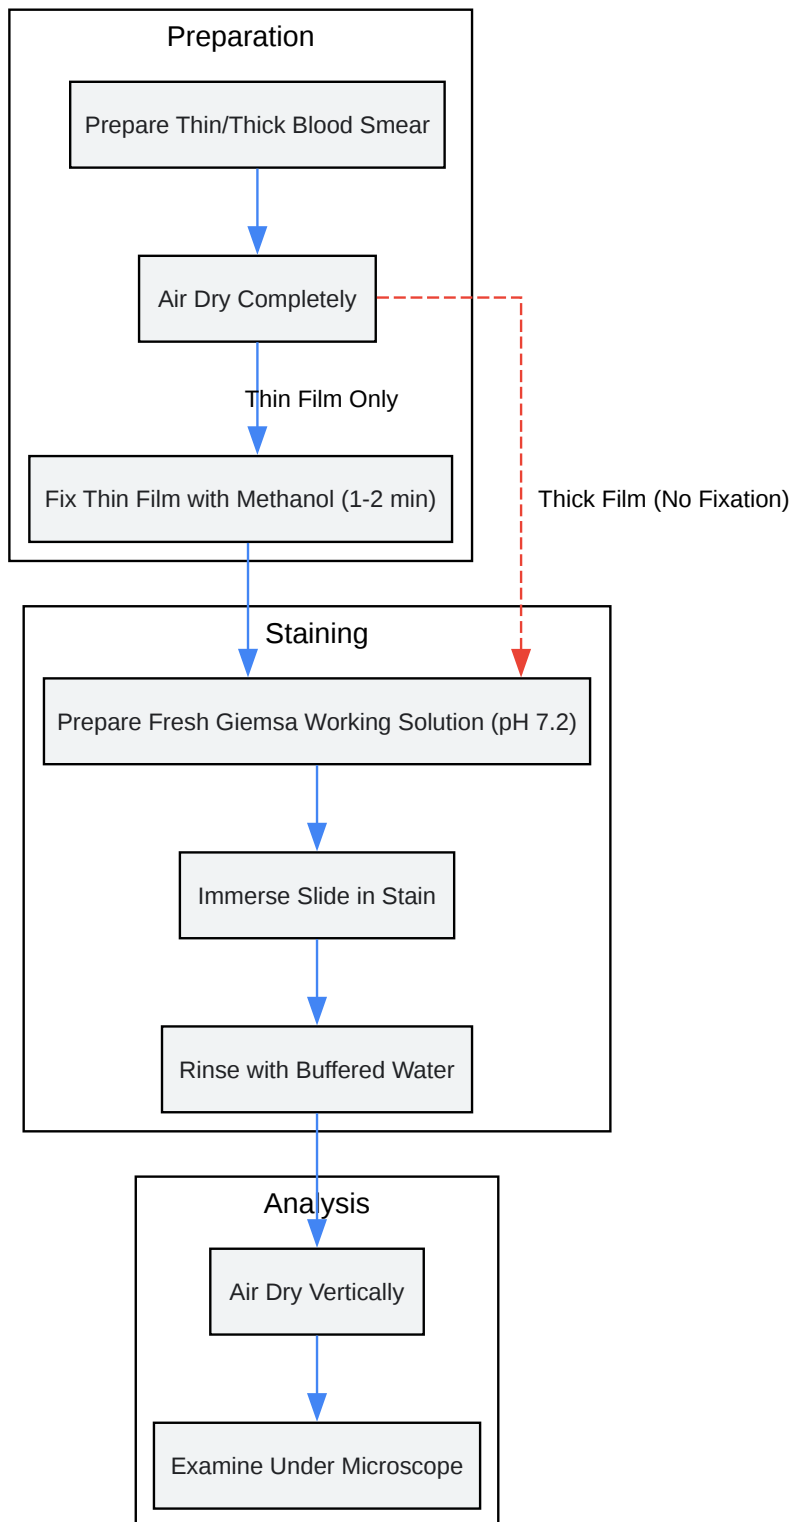 Preparation
Prepare Thin/Thick Blood Smear
Air Dry Completely
Thin Film Only
Fix Thin Film with Methanol (1-2 min)
Thick Film (No Fixation)
Staining
Prepare Fresh Giemsa Working Solution (pH 7.2)
Immerse Slide in Stain
Rinse with Buffered Water
Analysis
Air Dry Vertically
Examine Under Microscope